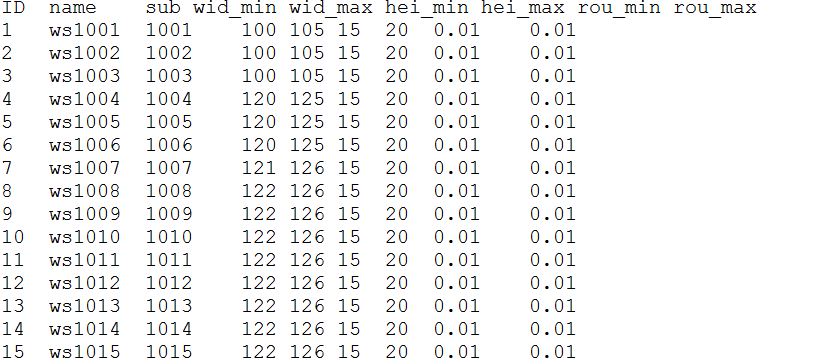 ID name sub wid_min wid_max hei_min hei_max rou_min rou_max
1 ws1001 1001 100 105 15 20 0.01 0.01
2 ws1002 1002 100 105 15 20 0.01 0.01
3 ws1003 1003 100 105 15 20 0.01 0.01
4 ws1004 1004 120 125 15 20 0.01 0.01
5 ws1005 1005 120 125 15 20 0.01 0.01
6 ws1006 1006 120 125 15 20 0.01 0.01
7 ws1007 1007 121 126 15 20 0.01 0.01
8 ws1008 1008 122 126 15 20 0.01 0.01
9 ws1009 1009 122 126 15 20 0.01 0.01
10 ws1010 1010 122 126 15 20 0.01 0.01
11 ws1011 1011 122 126 15 20 0.01 0.01
12 ws1012 1012 122 126 15 20 0.01 0.01
13 ws1013 1013 122 126 15 20 0.01 0.01
14 ws1014 1014 122 126 15 20 0.01 0.01
15 ws1015 1015 122 126 15 20 0.01 0.01